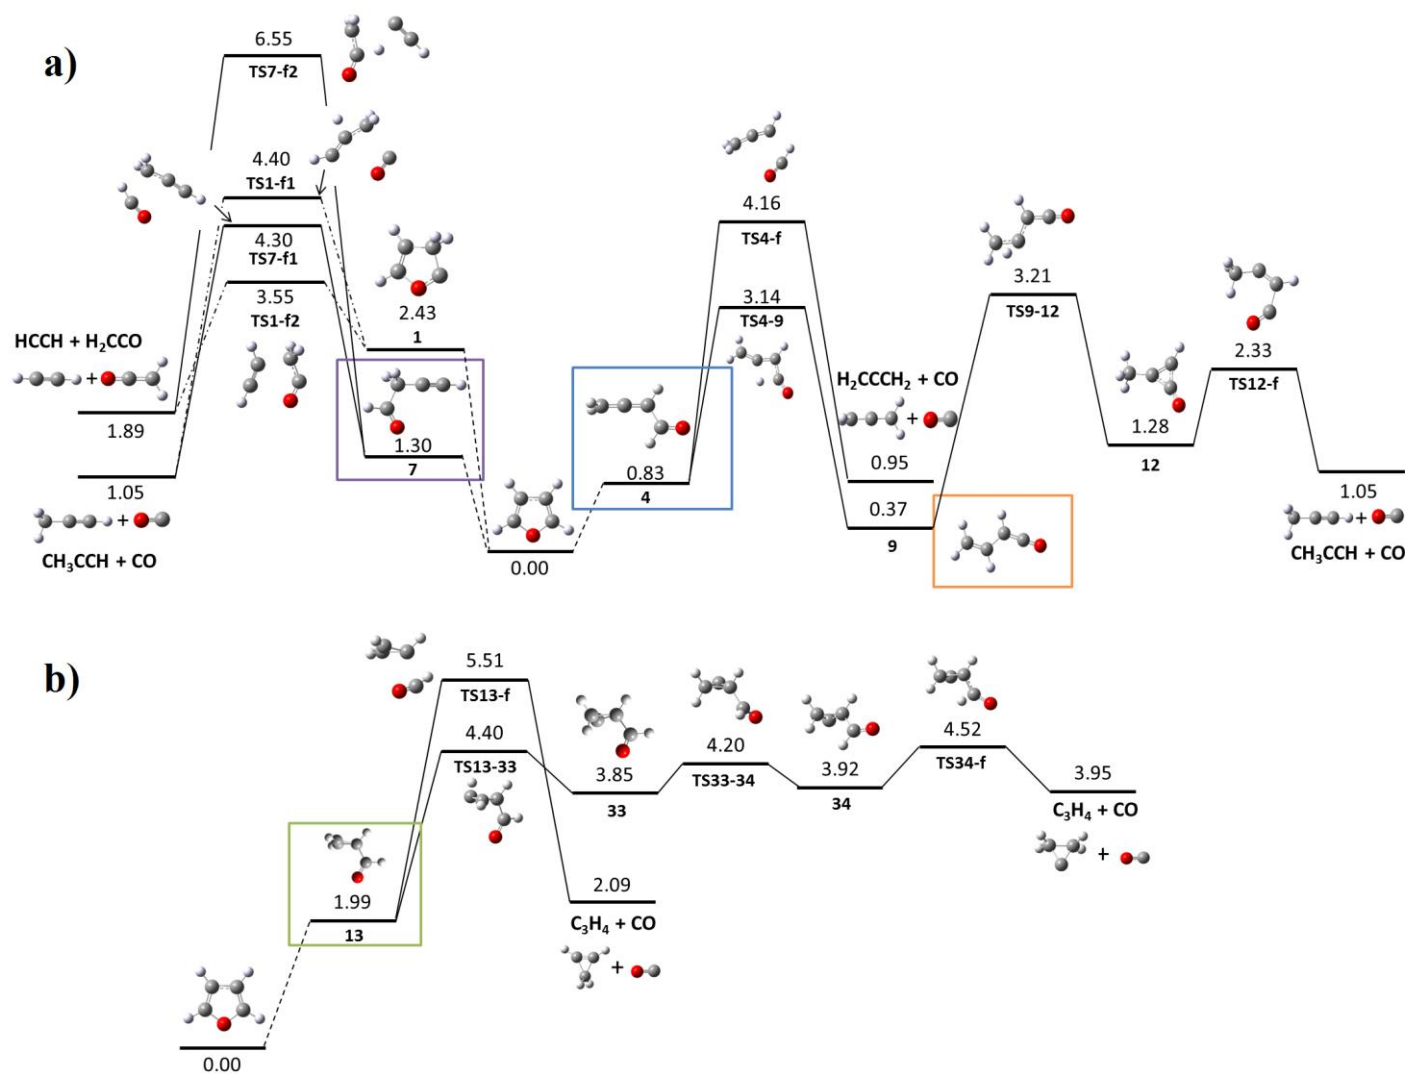 a)
6.55
TS7-f2
4.40
TS1-f1
4.30
TS7-f1
3.55
TS1-f2
HCCH + H₂CCO
+
1.89
1.05
+
CH₃CCH + CO
2.43
1
1.30
7
0.00
0.83
4
4.16
TS4-f
3.14
TS4-9
H₂CCCH₂ + CO
+
0.95
0.37
9
3.21
TS9-12
1.28
12
2.33
TS12-f
1.05
+
CH₃CCH + CO
b)
5.51
TS13-f
4.40
TS13-33
3.85
33
4.20
TS33-34
3.92
34
4.52
TS34-f
3.95
C₃H₄ + CO
+
1.99
13
2.09
C₃H₄ + CO
+
0.00